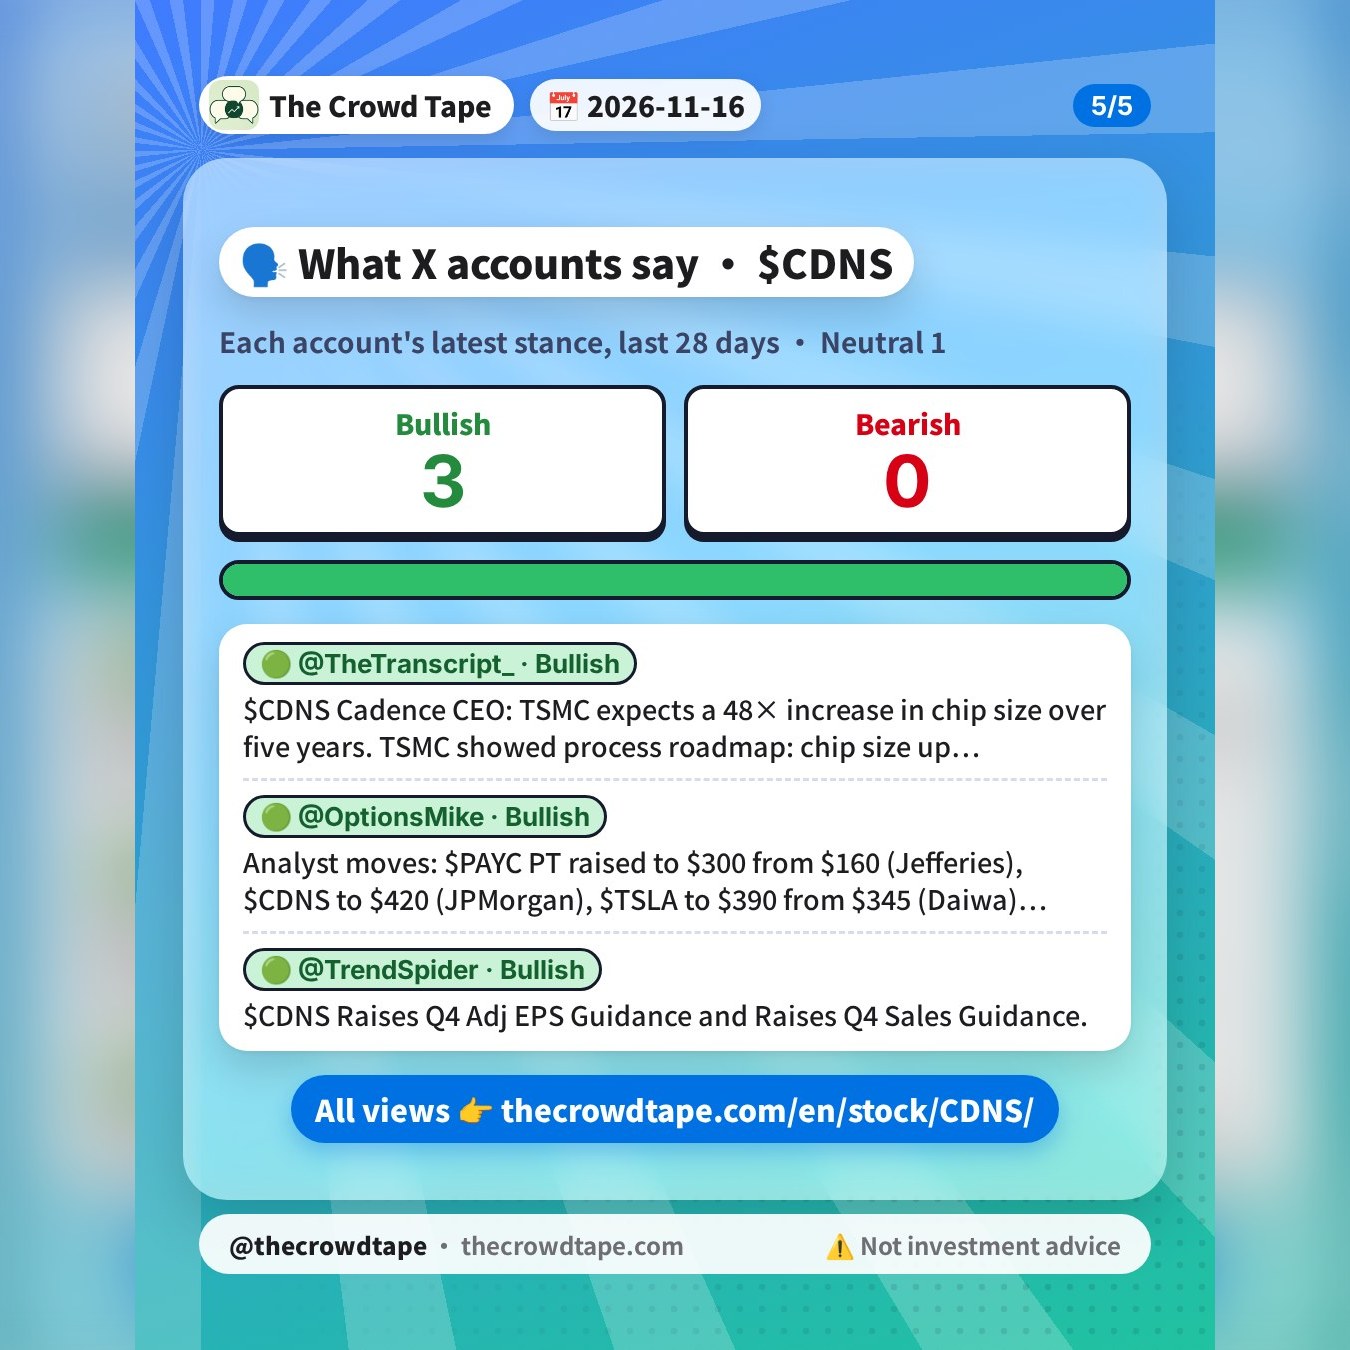 The Crowd Tape
📅 2026-11-16
5/5
🗣️ What X accounts say • $CDNS
Each account's latest stance, last 28 days • Neutral 1
Bullish
3
Bearish
0
🟢 @TheTranscript_ · Bullish
$CDNS Cadence CEO: TSMC expects a 48× increase in chip size over
five years. TSMC showed process roadmap: chip size up…
🟢 @OptionsMike · Bullish
Analyst moves: $PAYC PT raised to $300 from $160 (Jefferies),
$CDNS to $420 (JPMorgan), $TSLA to $390 from $345 (Daiwa)…
🟢 @TrendSpider · Bullish
$CDNS Raises Q4 Adj EPS Guidance and Raises Q4 Sales Guidance.
All views 👉 thecrowdtape.com/en/stock/CDNS/
@thecrowdtape • thecrowdtape.com
⚠️ Not investment advice